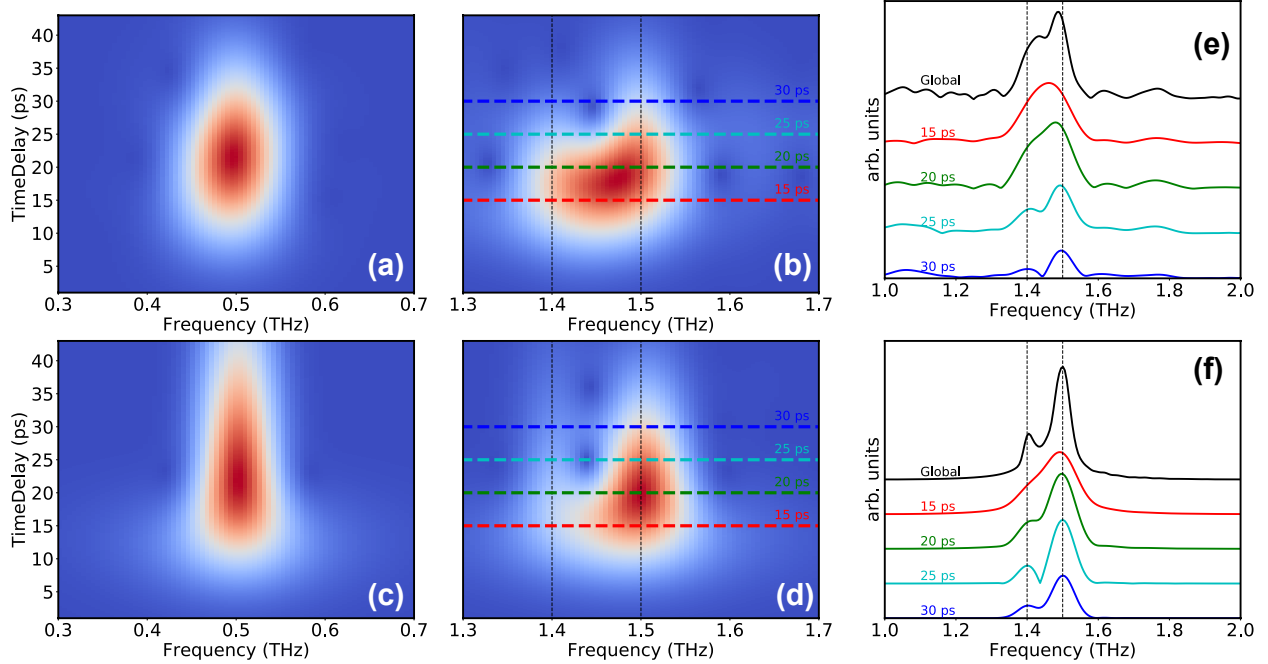 TimeDelay (ps)
40
35
30
25
20
15
10
5
0.3 0.4 0.5 0.6 0.7
Frequency (THz)
(a)
30 ps
25 ps
20 ps
15 ps
(b)
1.3 1.4 1.5 1.6 1.7
Frequency (THz)
arb. units
(e)
Global
15 ps
20 ps
25 ps
30 ps
1.0 1.2 1.4 1.6 1.8 2.0
Frequency (THz)
TimeDelay (ps)
40
35
30
25
20
15
10
5
(c)
0.3 0.4 0.5 0.6 0.7
Frequency (THz)
30 ps
25 ps
20 ps
15 ps
(d)
1.3 1.4 1.5 1.6 1.7
Frequency (THz)
arb. units
(f)
Global
15 ps
20 ps
25 ps
30 ps
1.0 1.2 1.4 1.6 1.8 2.0
Frequency (THz)